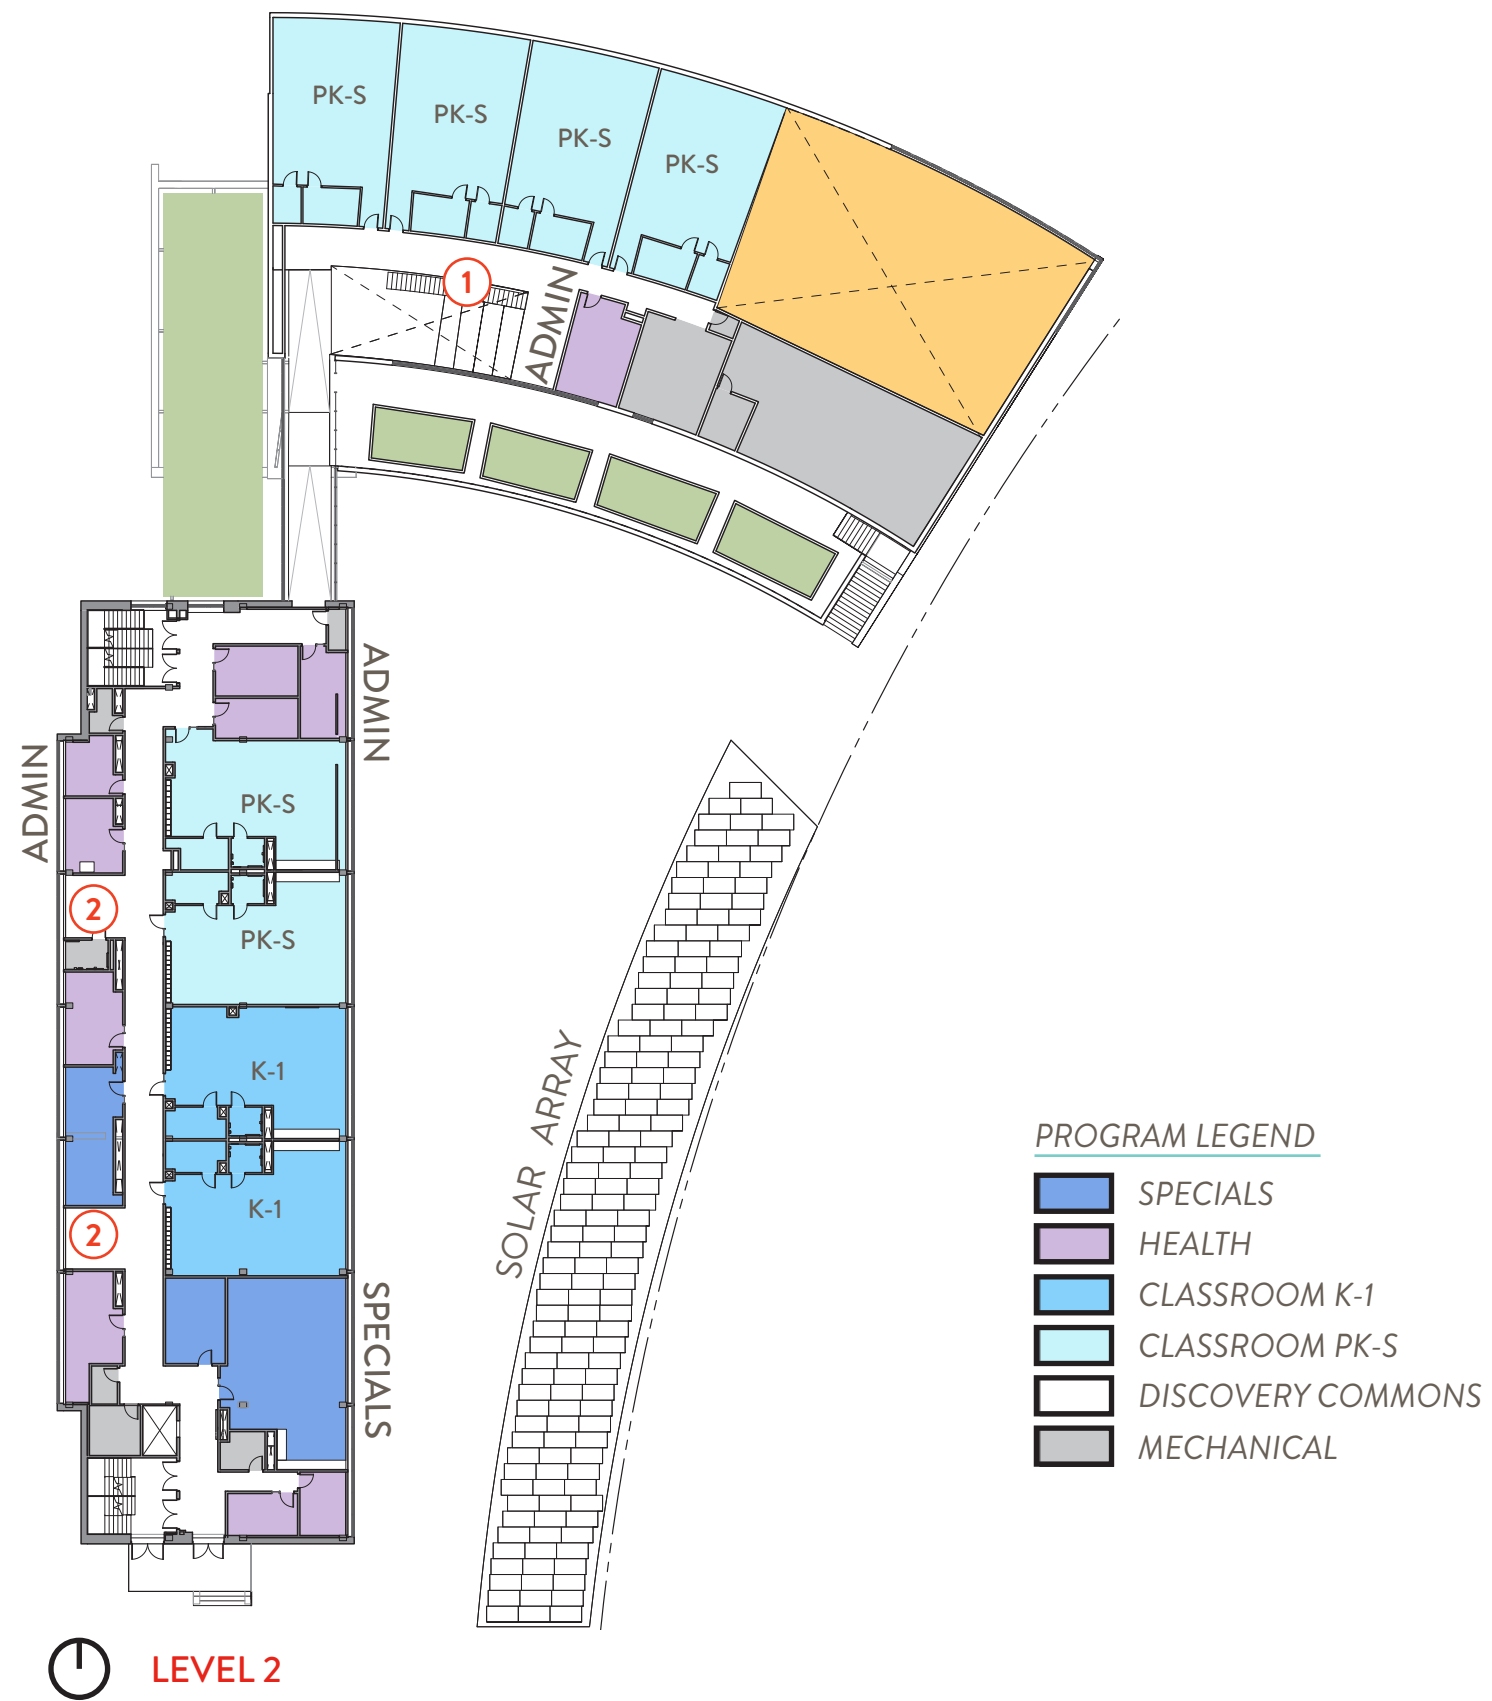 PK-S
PK-S
PK-S
PK-S
1
ADMIN
ADMIN
ADMIN
PK-S
2
PK-S
K-1
K-1
2
SPECIALS
SOLAR ARRAY
PROGRAM LEGEND
SPECIALS
HEALTH
CLASSROOM K-1
CLASSROOM PK-S
DISCOVERY COMMONS
MECHANICAL
LEVEL 2